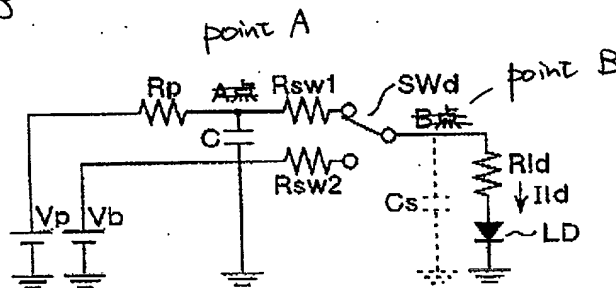 point A
point B
Rp
A点
Rsw1
SWd
B点
C
Rsw2
Rld
Cs
Ild
Vp
Vb
LD